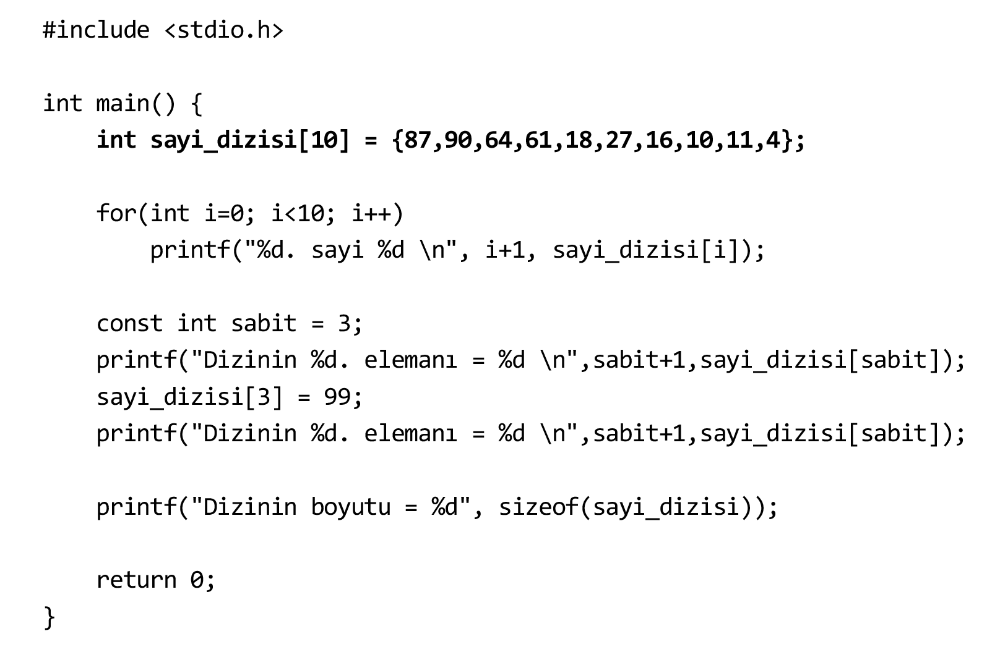 #include <stdio.h>
int main() {
int sayi_dizisi[10] = {87,90,64,61,18,27,16,10,11,4};
for(int i=0; i<10; i++)
printf("%d. sayi %d \n", i+1, sayi_dizisi[i]);
const int sabit = 3;
printf("Dizinin %d. elemanı = %d \n",sabit+1,sayi_dizisi[sabit]);
sayi_dizisi[3] = 99;
printf("Dizinin %d. elemanı = %d \n",sabit+1,sayi_dizisi[sabit]);
printf("Dizinin boyutu = %d", sizeof(sayi_dizisi));
return 0;
}